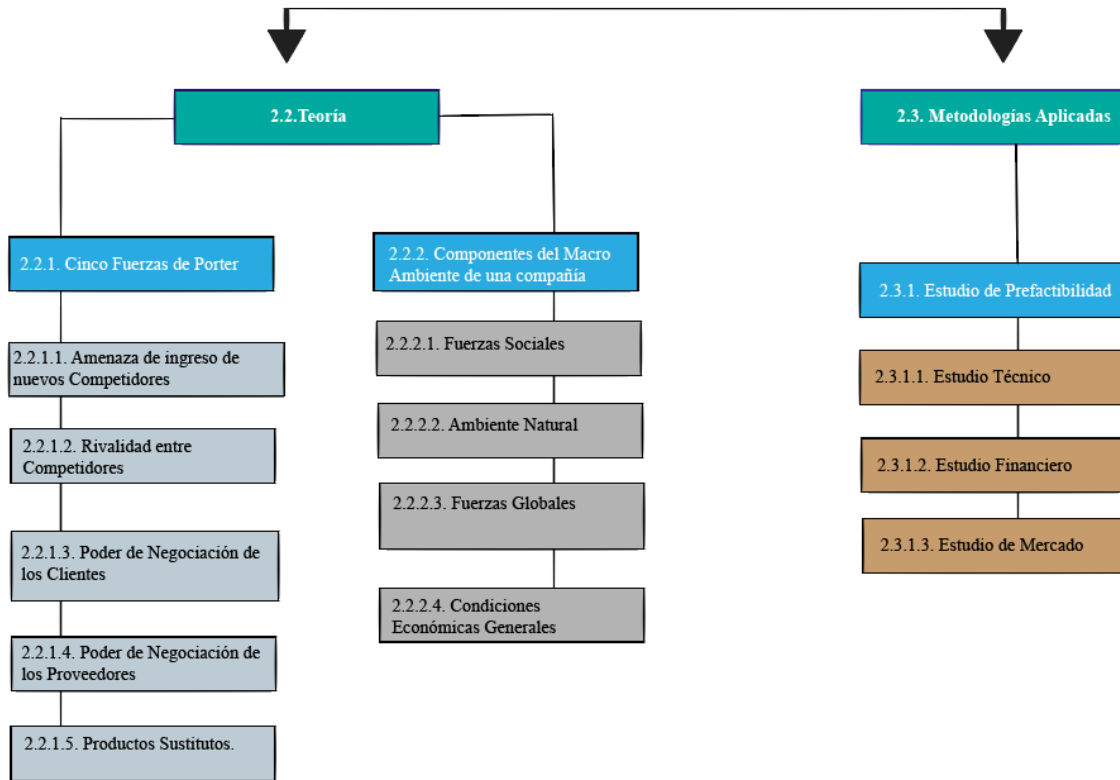 2.2.Teoría
2.3. Metodologías Aplicadas
2.2.1. Cinco Fuerzas de Porter
2.2.1.1. Amenaza de ingreso de
nuevos Competidores
2.2.1.2. Rivalidad entre
Competidores
2.2.1.3. Poder de Negociación de
los Clientes
2.2.1.4. Poder de Negociación de
los Proveedores
2.2.1.5. Productos Sustitutos.
2.2.2. Componentes del Macro
Ambiente de una compañía
2.2.2.1. Fuerzas Sociales
2.2.2.2. Ambiente Natural
2.2.2.3. Fuerzas Globales
2.2.2.4. Condiciones
Económicas Generales
2.3.1. Estudio de Prefactibilidad
2.3.1.1. Estudio Técnico
2.3.1.2. Estudio Financiero
2.3.1.3. Estudio de Mercado